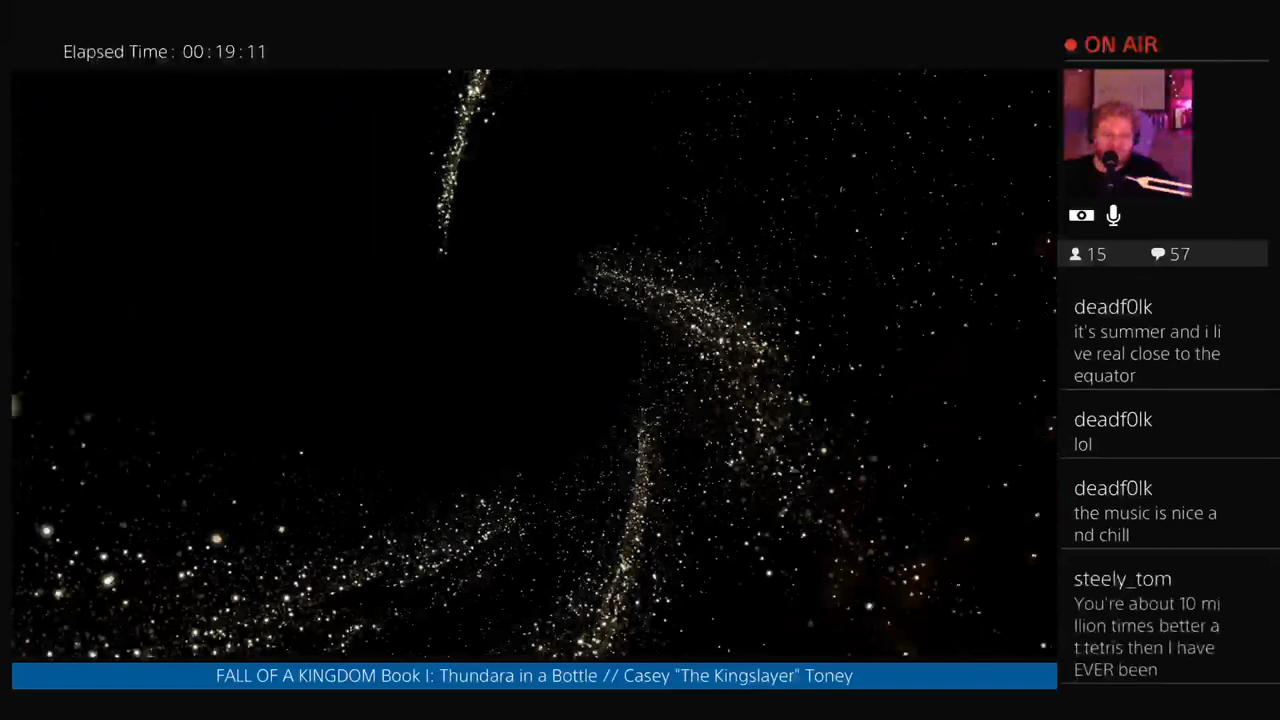 Elapsed Time: 00:19:11
ON AIR
15 57
deadf0lk
it's summer and i li
ve real close to the
equator
deadf0lk
lol
deadf0lk
the music is nice a
nd chill
steely_tom
You're about 10 mi
llion times better a
t tetris then I have
EVER been
FALL OF A KINGDOM Book I: Thundara in a Bottle // Casey "The Kingslayer" Toney